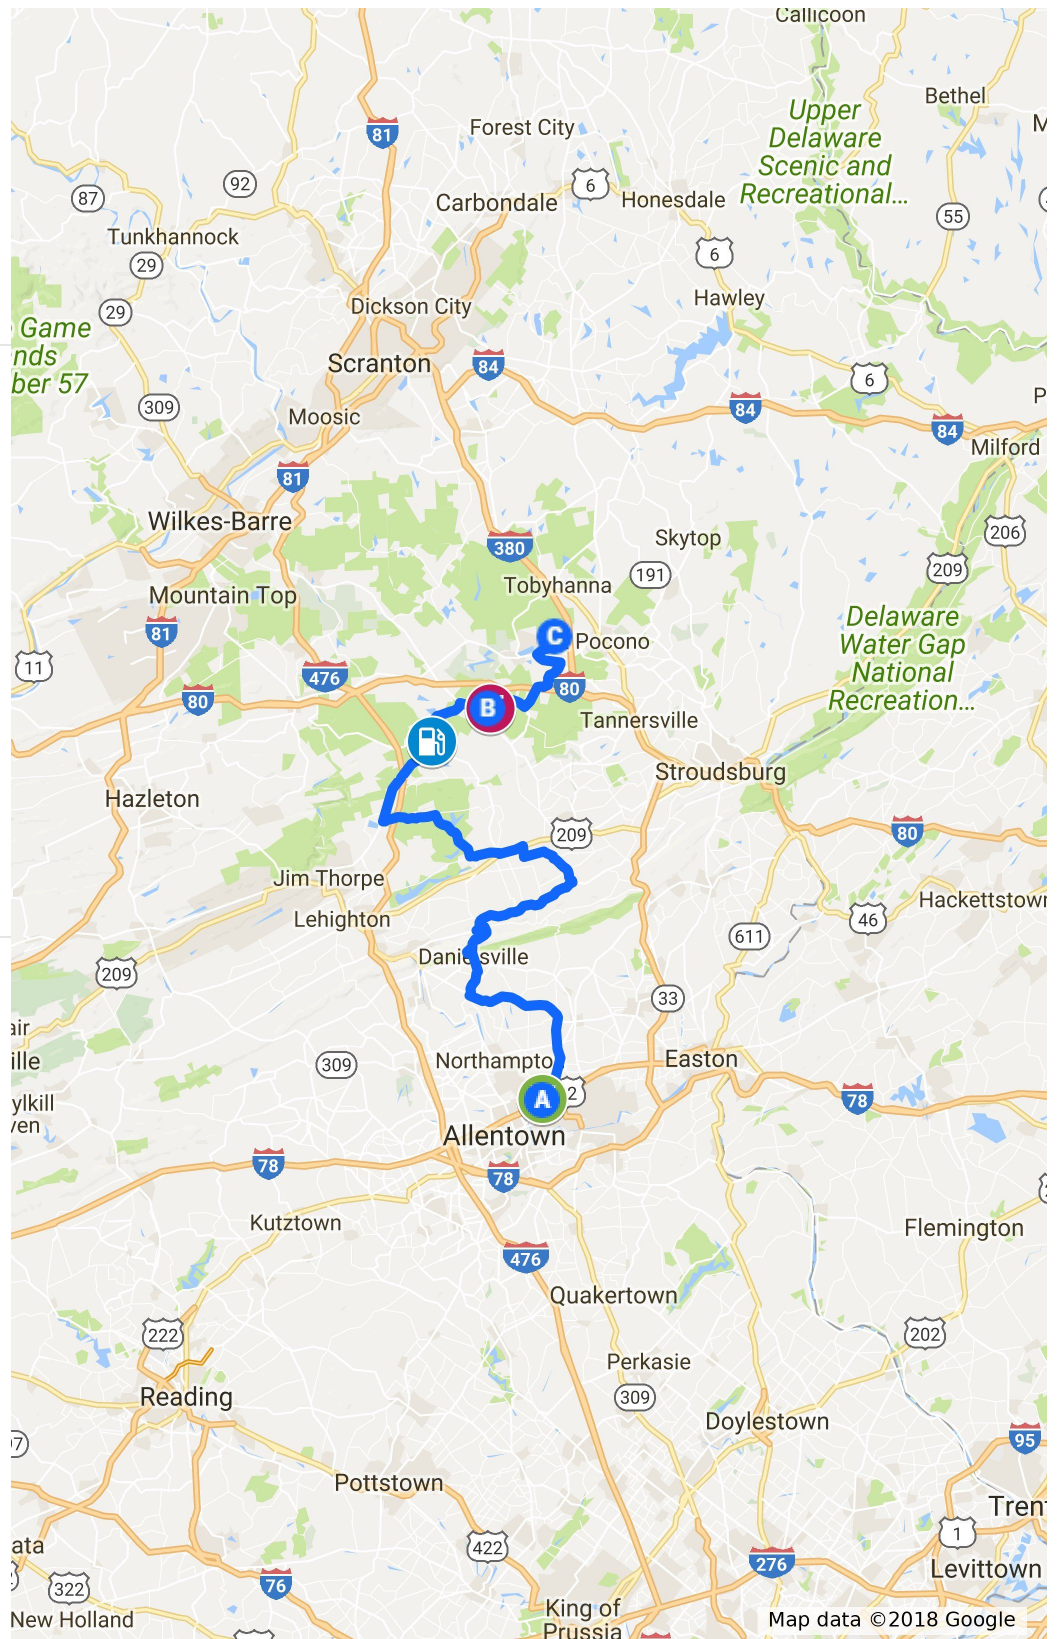 Callicoon
Bethel
Upper
Delaware
Scenic and
Recreational...
81
Forest City
6
87
92
Carbondale
Honesdale
55
Tunkhannock
29
6
29
Dickson City
Hawley
Game
Scranton
84
6
ber 57
309
Moosic
84
84
Milford
81
Wilkes-Barre
380
Skytop
206
Tobyhanna
191
209
Mountain Top
81
Delaware
Water Gap
National
Recreation...
C
Pocono
11
476
80
80
B
Tannersville
Stroudsburg
Hazleton
209
80
Jim Thorpe
Hackettstown
Lehighton
46
611
Danielsville
209
33
Northampto
Easton
309
2
A
78
Allentown
78
78
Kutztown
Flemington
476
Quakertown
222
202
Perkasie
Reading
309
Doylestown
95
Pottstown
Tren
422
1
276
Levittown
76
322
New Holland
King of
Prussia
Map data ©2018 Google